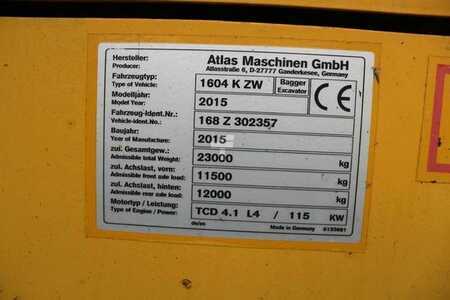 Hersteller: Atlas Maschinen GmbH
Producer: Atlasstraße 6, D-27777 Ganderkesee, Germany
Fahrzeugtyp: 1604 K ZW Bagger
Type of Vehicle: Excavator CE
Modelljahr:
Model Year: 2015
Fahrzeug-Ident.Nr.:
Vehicle-Ident.No.: 168 Z 302357
Baujahr:
Year of Manufacture: 2015
zul. Gesamtgew.:
Admissible total Weight: 23000 kg
zul. Achslast, vorn:
Admissible front axle load: 11500 kg
zul. Achslast, hinten:
Admissible rear axle load: 12000 kg
Motortyp / Leistung:
Type of Engine / Power: TCD 4.1 L4 / 115 KW
de/en Made in Germany